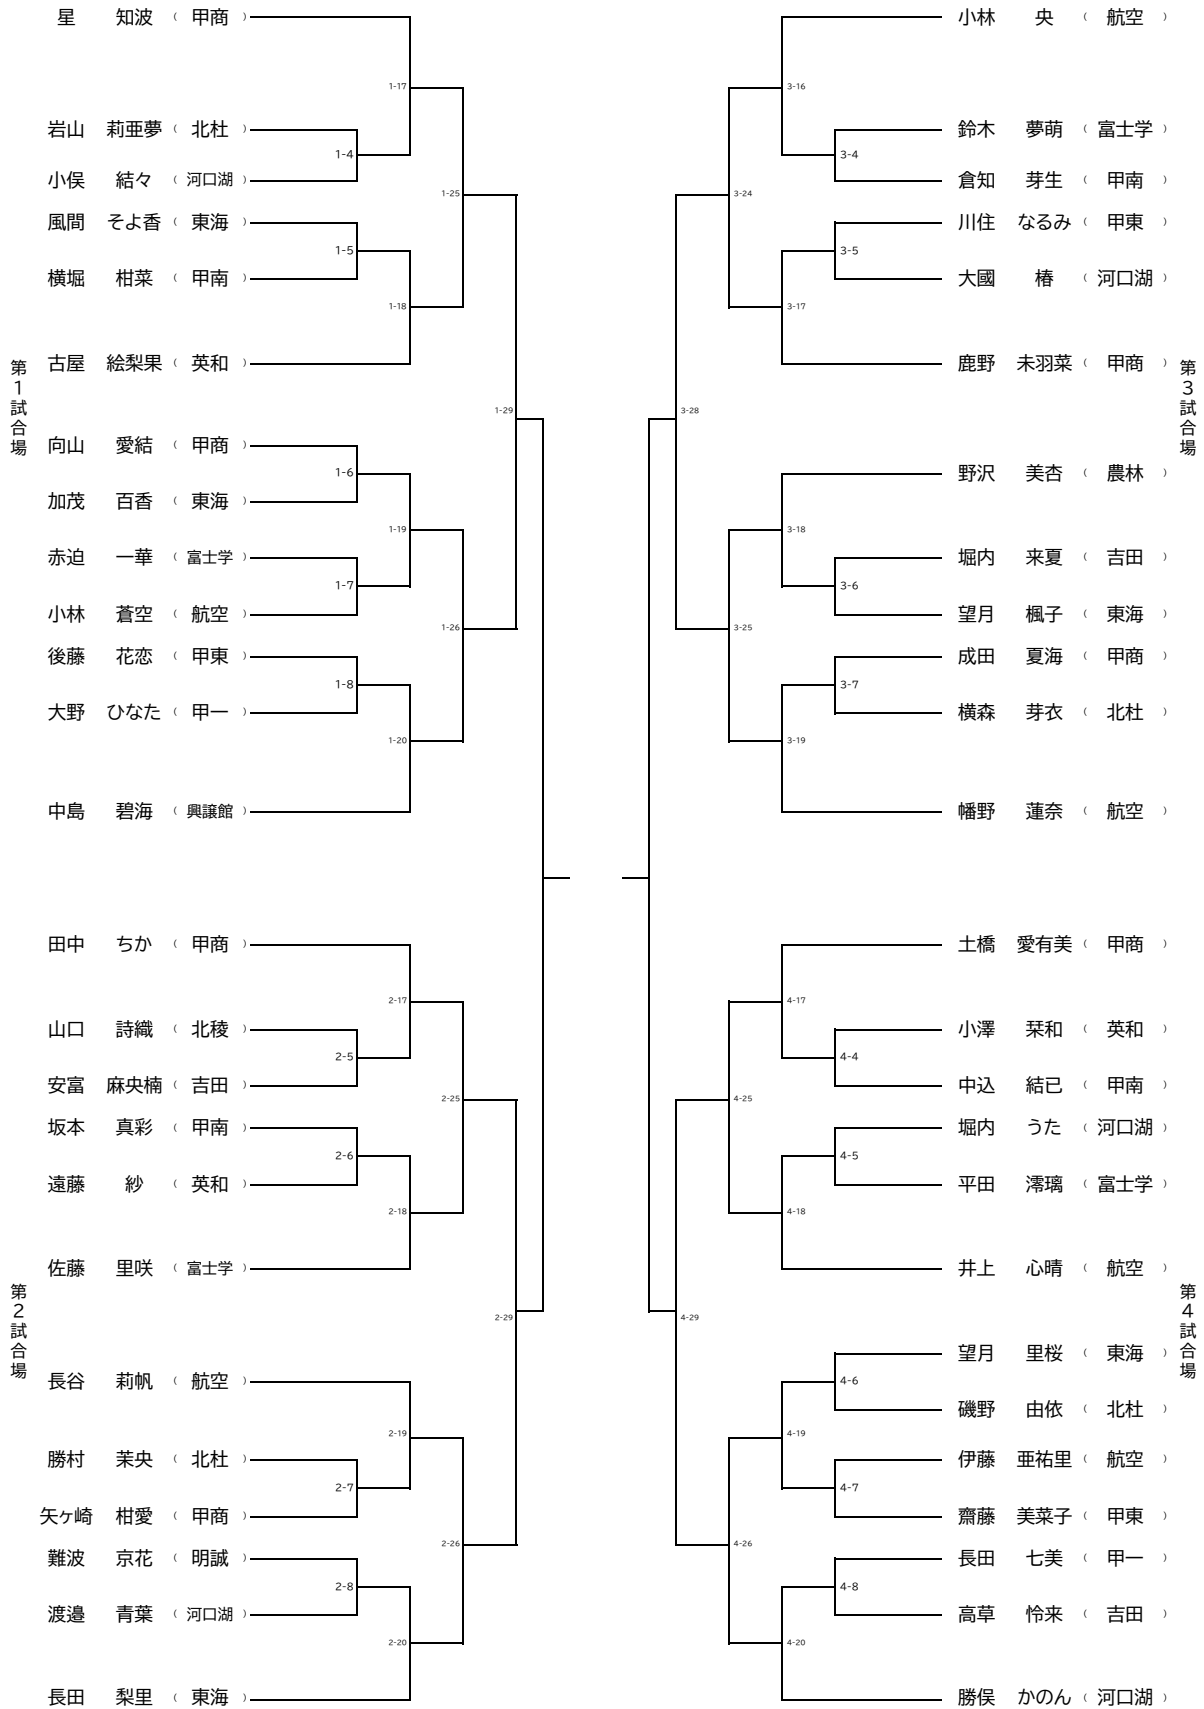 第1試合場
星 知波 （ 甲商 ）
1-17
岩山 莉亜夢 （ 北杜 ）
1-4
小俣 結々 （ 河口湖 ）
1-25
風間 そよ香 （ 東海 ）
1-5
横堀 柑菜 （ 甲南 ）
1-18
古屋 絵梨果 （ 英和 ）
1-29
向山 愛結 （ 甲商 ）
1-6
加茂 百香 （ 東海 ）
1-19
赤迫 一華 （ 富士学 ）
1-7
小林 蒼空 （ 航空 ）
1-26
後藤 花恋 （ 甲東 ）
1-8
大野 ひなた （ 甲一 ）
1-20
中島 碧海 （ 興譲館 ）
第2試合場
田中 ちか （ 甲商 ）
2-17
山口 詩織 （ 北稜 ）
2-5
安富 麻央楠 （ 吉田 ）
2-25
坂本 真彩 （ 甲南 ）
2-6
遠藤 紗 （ 英和 ）
2-18
佐藤 里咲 （ 富士学 ）
2-29
長谷 莉帆 （ 航空 ）
2-19
勝村 茉央 （ 北杜 ）
2-7
矢ヶ崎 柑愛 （ 甲商 ）
2-26
難波 京花 （ 明誠 ）
2-8
渡邉 青葉 （ 河口湖 ）
2-20
長田 梨里 （ 東海 ）
第3試合場
小林 央 （ 航空 ）
3-16
鈴木 夢萌 （ 富士学 ）
3-4
倉知 芽生 （ 甲南 ）
3-24
川住 なるみ （ 甲東 ）
3-5
大國 椿 （ 河口湖 ）
3-17
鹿野 未羽菜 （ 甲商 ）
3-28
野沢 美杏 （ 農林 ）
3-18
堀内 来夏 （ 吉田 ）
3-6
望月 楓子 （ 東海 ）
3-25
成田 夏海 （ 甲商 ）
3-7
横森 芽衣 （ 北杜 ）
3-19
幡野 蓮奈 （ 航空 ）
第4試合場
土橋 愛有美 （ 甲商 ）
4-17
小澤 栞和 （ 英和 ）
4-4
中込 結己 （ 甲南 ）
4-25
堀内 うた （ 河口湖 ）
4-5
平田 澪璃 （ 富士学 ）
4-18
井上 心晴 （ 航空 ）
4-29
望月 里桜 （ 東海 ）
4-6
磯野 由依 （ 北杜 ）
4-19
伊藤 亜祐里 （ 航空 ）
4-7
齋藤 美菜子 （ 甲東 ）
4-26
長田 七美 （ 甲一 ）
4-8
高草 怜来 （ 吉田 ）
4-20
勝俣 かのん （ 河口湖 ）